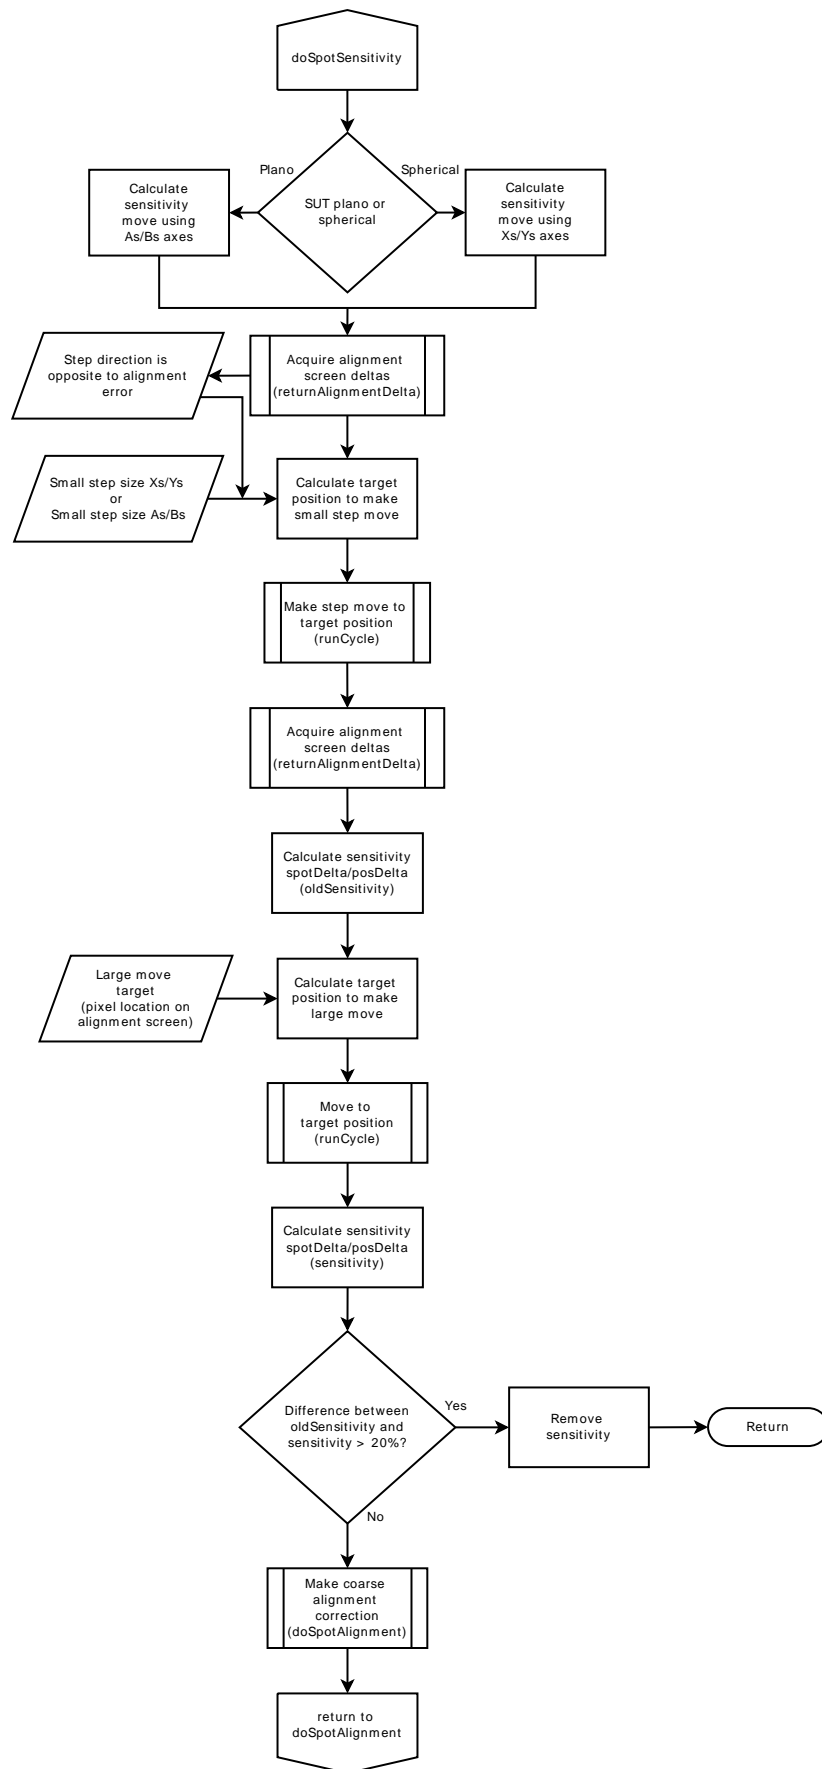 doSpotSensitivity
Plano
Spherical
SUT plano or
spherical
Calculate
sensitivity
move using
As/Bs axes
Calculate
sensitivity
move using
Xs/Ys axes
Step direction is
opposite to alignment
error
Acquire alignment
screen deltas
(returnAlignmentDelta)
Small step size Xs/Ys
or
Small step size As/Bs
Calculate target
position to make
small step move
Make step move to
target position
(runCycle)
Acquire alignment
screen deltas
(returnAlignmentDelta)
Calculate sensitivity
spotDelta/posDelta
(oldSensitivity)
Large move
target
(pixel location on
alignment screen)
Calculate target
position to make
large move
Move to
target position
(runCycle)
Calculate sensitivity
spotDelta/posDelta
(sensitivity)
Difference between
oldSensitivity and
sensitivity > 20%?
Yes
Remove
sensitivity
Return
No
Make coarse
alignment
correction
(doSpotAlignment)
return to
doSpotAlignment